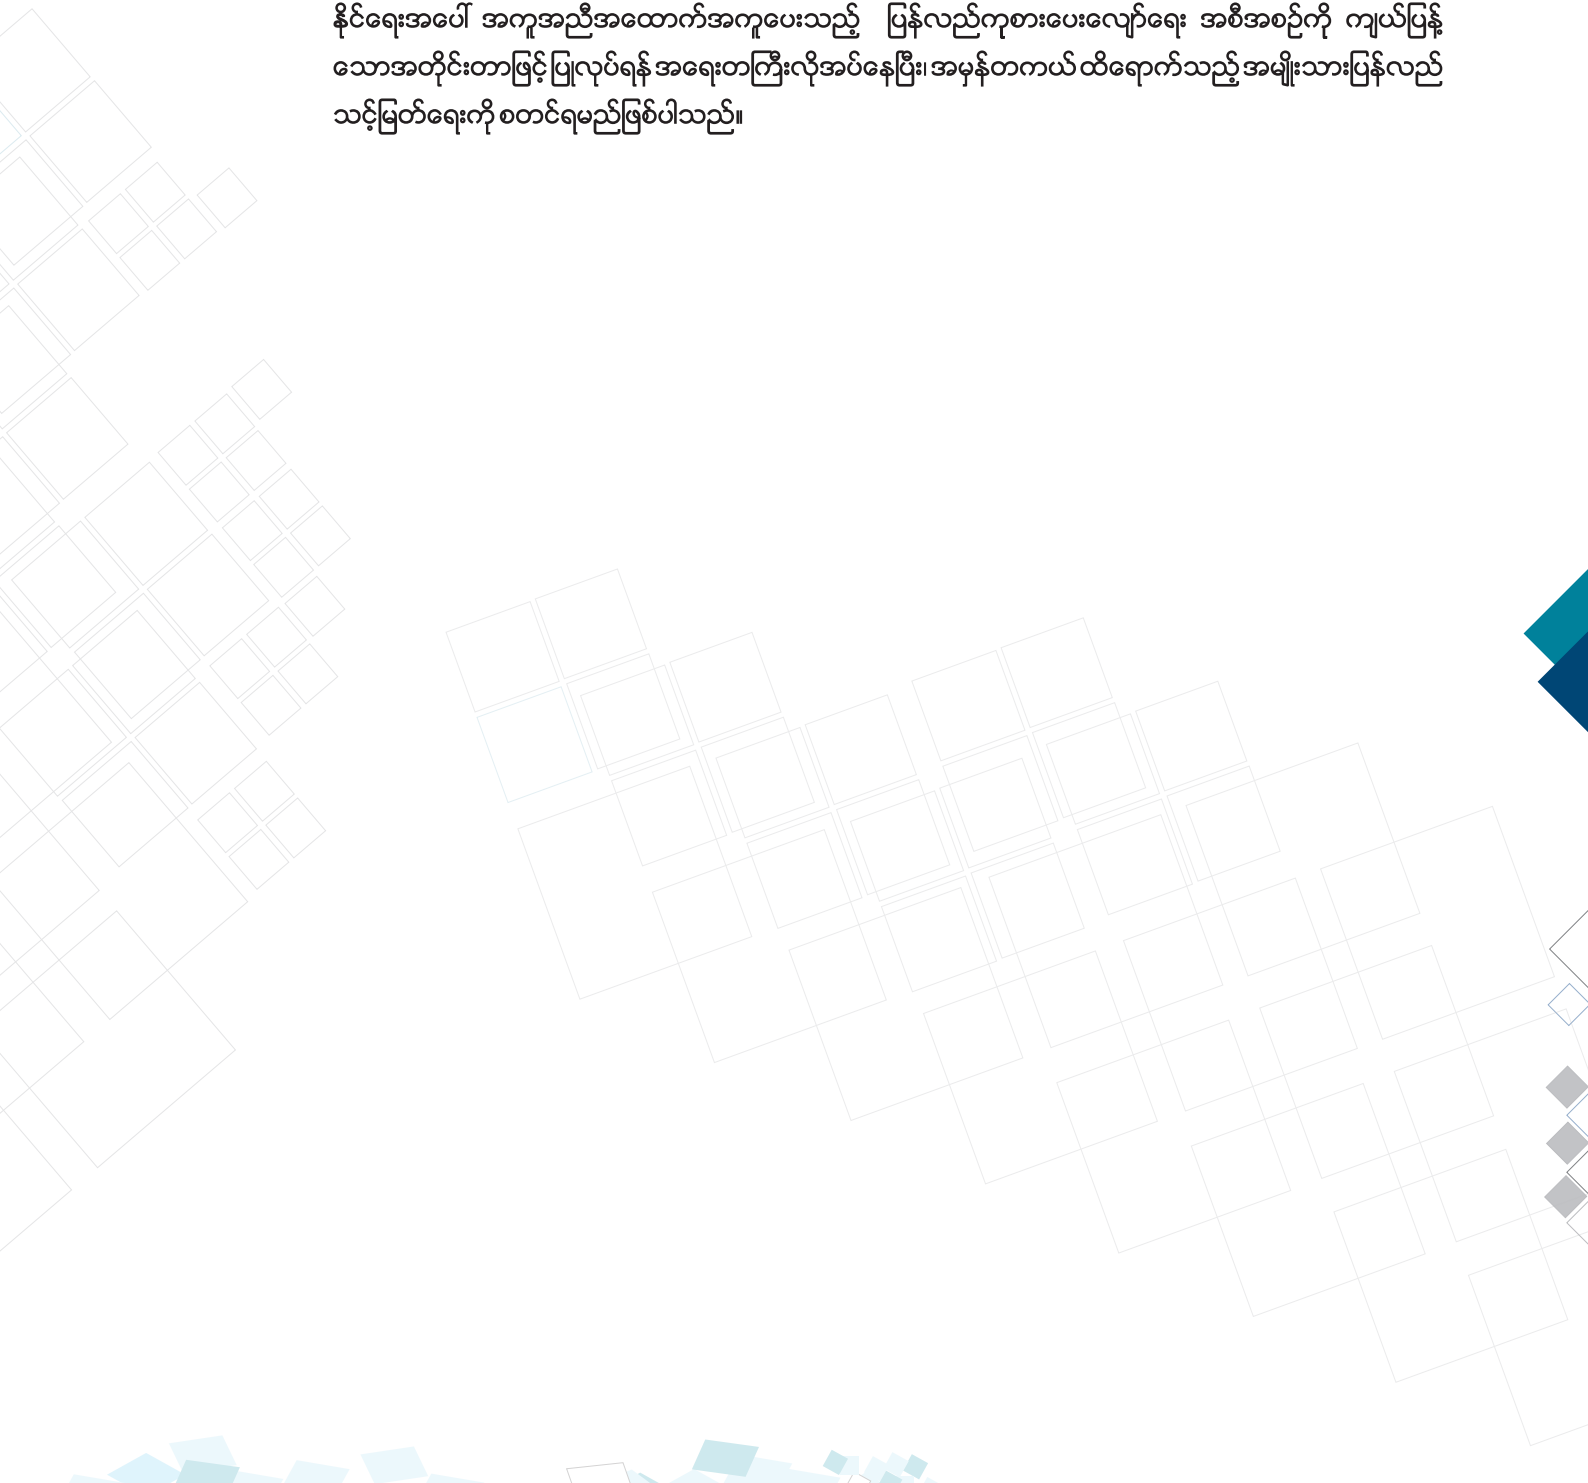 နိုင်ရေးအပေါ် အကူအညီအထောက်အကူပေးသည့် ပြန်လည်ကုစားပေးလျော်ရေး အစီအစဉ်ကို ကျယ်ပြန့်
သောအတိုင်းတာဖြင့် ပြုလုပ်ရန် အရေးတကြီးလိုအပ်နေပြီး၊ အမှန်တကယ် ထိရောက်သည့် အမျိုးသားပြန်လည်
သင့်မြတ်ရေးကို စတင်ရမည်ဖြစ်ပါသည်။